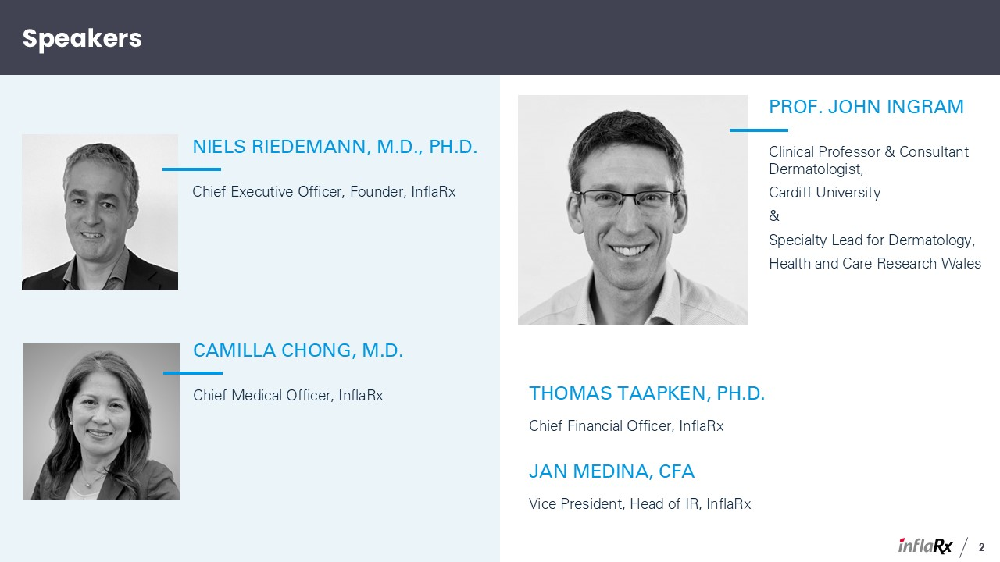 Speakers
NIELS RIEDEMANN, M.D., PH.D.
Chief Executive Officer, Founder, InflaRx
CAMILLA CHONG, M.D.
Chief Medical Officer, InflaRx
PROF. JOHN INGRAM
Clinical Professor & Consultant
Dermatologist,
Cardiff University
&
Specialty Lead for Dermatology,
Health and Care Research Wales
THOMAS TAAPKEN, PH.D.
Chief Financial Officer, InflaRx
JAN MEDINA, CFA
Vice President, Head of IR, InflaRx
inflaRx / 2